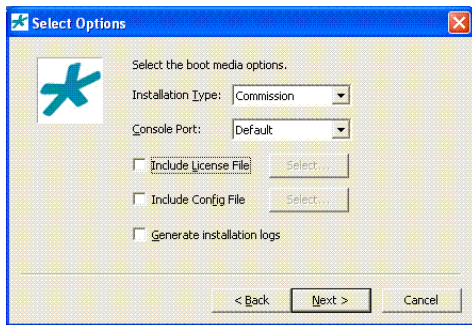 Select Options
Select the boot media options.
Installation Type: Commission
Console Port: Default
Include License File Select...
Include Config File Select...
Generate installation logs
< Back Next > Cancel